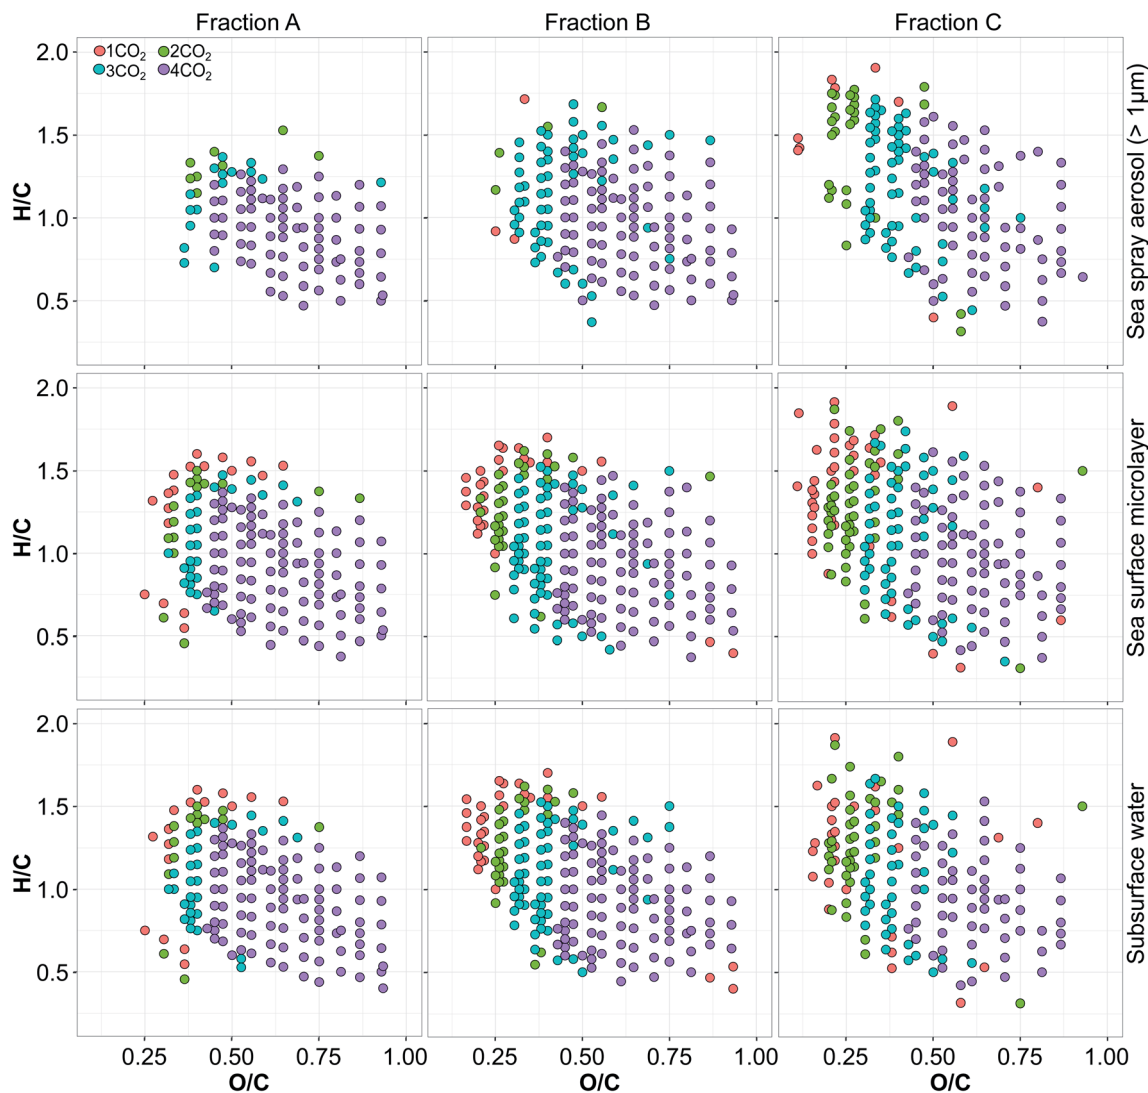 Fraction A Fraction B Fraction C
1CO₂ 2CO₂
3CO₂ 4CO₂
2.0
1.5
1.0
0.5
H/C
Sea spray aerosol (> 1μm)
2.0
1.5
1.0
0.5
H/C
Sea surface microlayer
2.0
1.5
1.0
0.5
H/C
Subsurface water
0.25 0.50 0.75 1.00 0.25 0.50 0.75 1.00 0.25 0.50 0.75 1.00
O/C O/C O/C